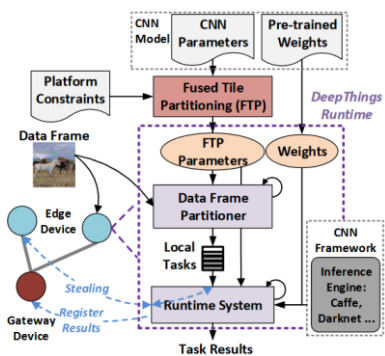 CNN
Model
CNN
Parameters
Pre-trained
Weights
Platform
Constraints
Fused Tile
Partitioning (FTP)
DeepThings
Runtime
Data Frame
FTP
Parameters
Weights
Data Frame
Partitioner
Edge
Device
Local
Tasks
CNN
Framework
Inference
Engine:
Caffe,
Darknet ...
Stealing
Register
Results
Runtime System
Gateway
Device
Task Results